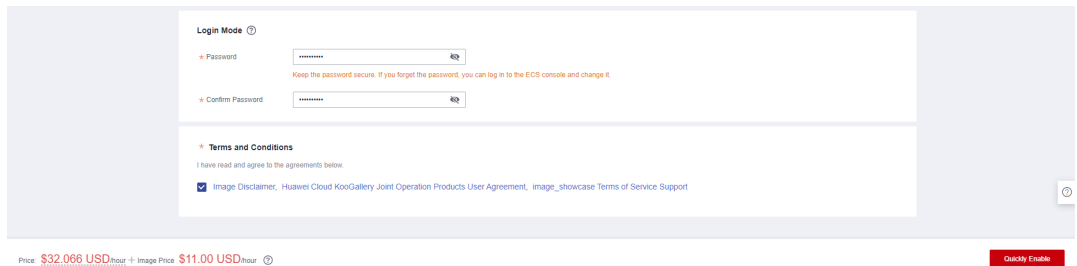 Login Mode
* Password ••••••••••
Keep the password secure. If you forget the password, you can log in to the ECS console and change it.
* Confirm Password ••••••••••
* Terms and Conditions
I have read and agree to the agreements below.
Image Disclaimer, Huawei Cloud KooGallery Joint Operation Products User Agreement, image_showcase Terms of Service Support
Price: $32.066 USD/hour + Image Price $11.00 USD/hour Quickly Enable